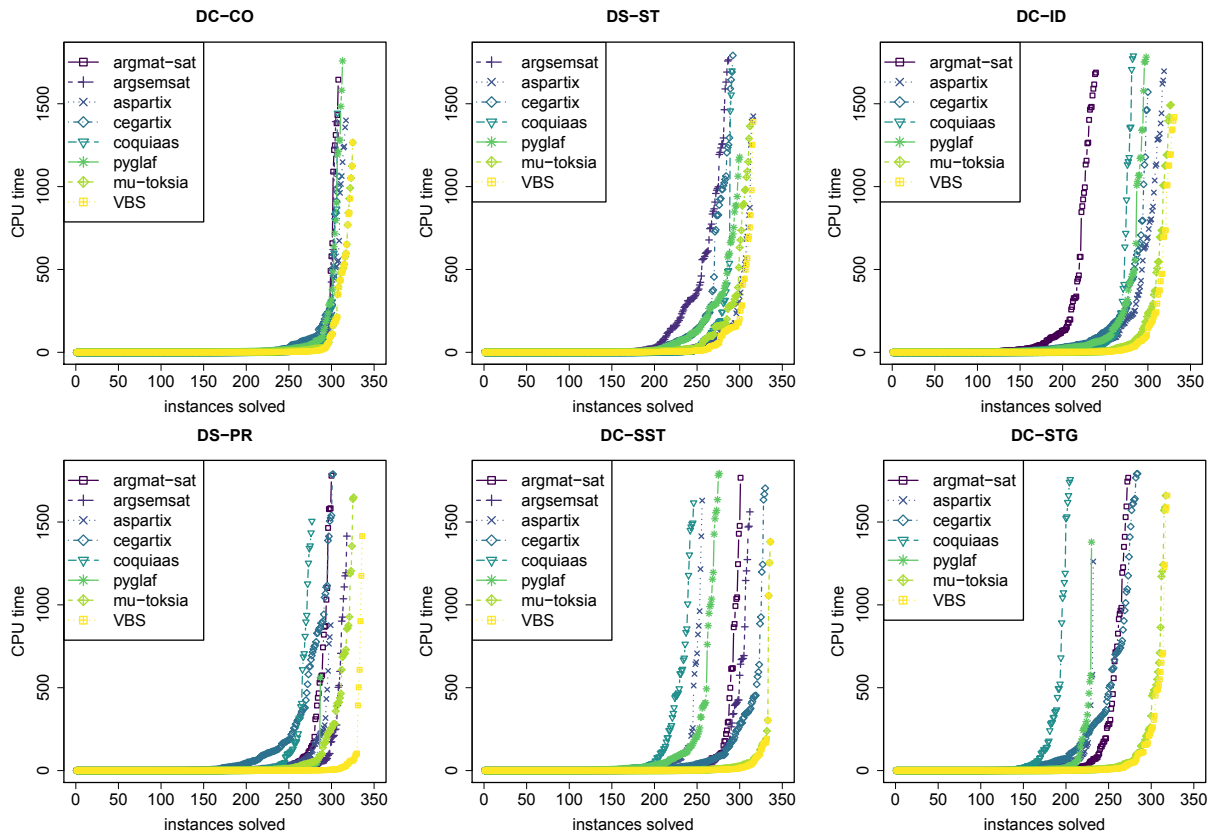 DC−CO
CPU time
0 500 1000 1500
argmat−sat
argsemsat
aspartix
cegartix
coquiaas
pyglaf
mu−toksia
VBS
0 50 100 150 200 250 300 350
instances solved
DS−ST
CPU time
0 500 1000 1500
argsemsat
aspartix
cegartix
coquiaas
pyglaf
mu−toksia
VBS
0 50 100 150 200 250 300 350
instances solved
DC−ID
CPU time
0 500 1000 1500
argmat−sat
aspartix
cegartix
coquiaas
pyglaf
mu−toksia
VBS
0 50 100 150 200 250 300 350
instances solved
DS−PR
CPU time
0 500 1000 1500
argmat−sat
argsemsat
aspartix
cegartix
coquiaas
pyglaf
mu−toksia
VBS
0 50 100 150 200 250 300 350
instances solved
DC−SST
CPU time
0 500 1000 1500
argmat−sat
argsemsat
aspartix
cegartix
coquiaas
pyglaf
mu−toksia
VBS
0 50 100 150 200 250 300 350
instances solved
DC−STG
CPU time
0 500 1000 1500
argmat−sat
aspartix
cegartix
coquiaas
pyglaf
mu−toksia
VBS
0 50 100 150 200 250 300 350
instances solved